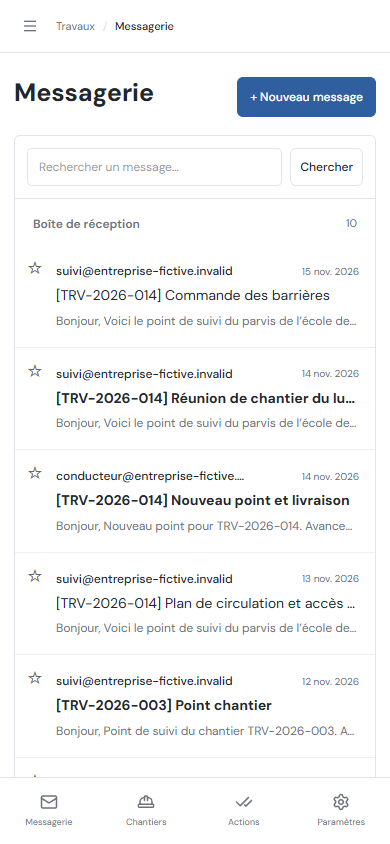 Travaux / Messagerie
Messagerie
+ Nouveau message
Rechercher un message...
Chercher
Boîte de réception 10
suivi@entreprise-fictive.invalid 15 nov. 2026
[TRV-2026-014] Commande des barrières
Bonjour, Voici le point de suivi du parvis de l'école de...
suivi@entreprise-fictive.invalid 14 nov. 2026
[TRV-2026-014] Réunion de chantier du lu...
Bonjour, Voici le point de suivi du parvis de l'école de...
conducteur@entreprise-fictive.... 14 nov. 2026
[TRV-2026-014] Nouveau point et livraison
Bonjour, Nouveau point pour TRV-2026-014. Avance...
suivi@entreprise-fictive.invalid 13 nov. 2026
[TRV-2026-014] Plan de circulation et accès ...
Bonjour, Voici le point de suivi du parvis de l'école de...
suivi@entreprise-fictive.invalid 12 nov. 2026
[TRV-2026-003] Point chantier
Bonjour, Point de suivi du chantier TRV-2026-003. A...
Messagerie
Chantiers
Actions
Paramètres